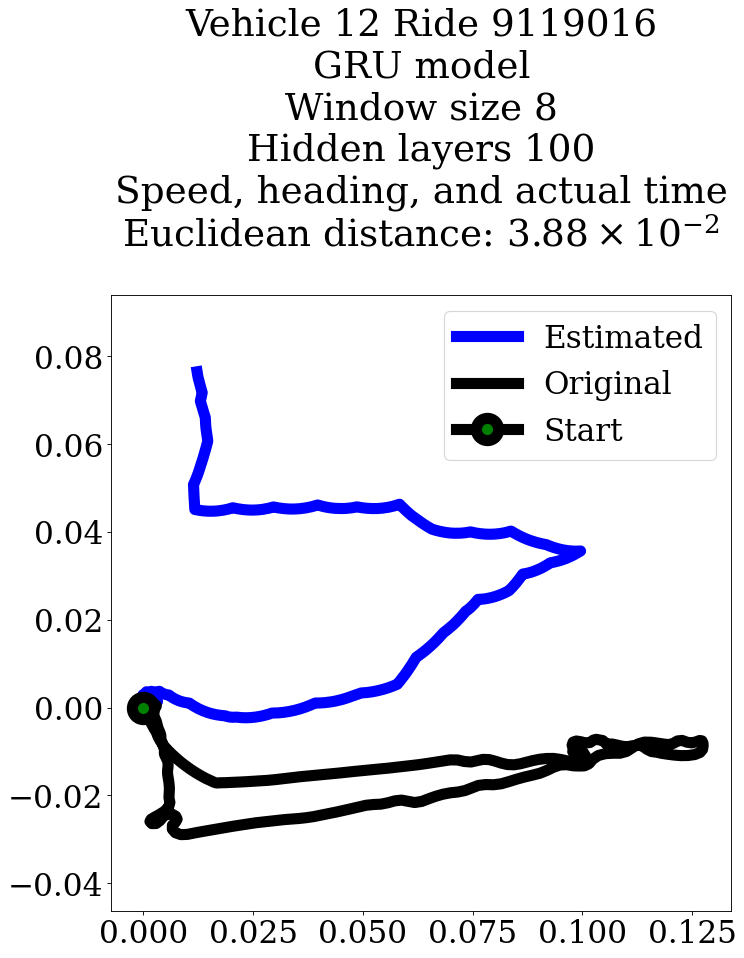 Vehicle 12 Ride 9119016
GRU model
Window size 8
Hidden layers 100
Speed, heading, and actual time
Euclidean distance: 3.88 × 10⁻²
Estimated
Original
Start
0.08
0.06
0.04
0.02
0.00
−0.02
−0.04
0.000 0.025 0.050 0.075 0.100 0.125